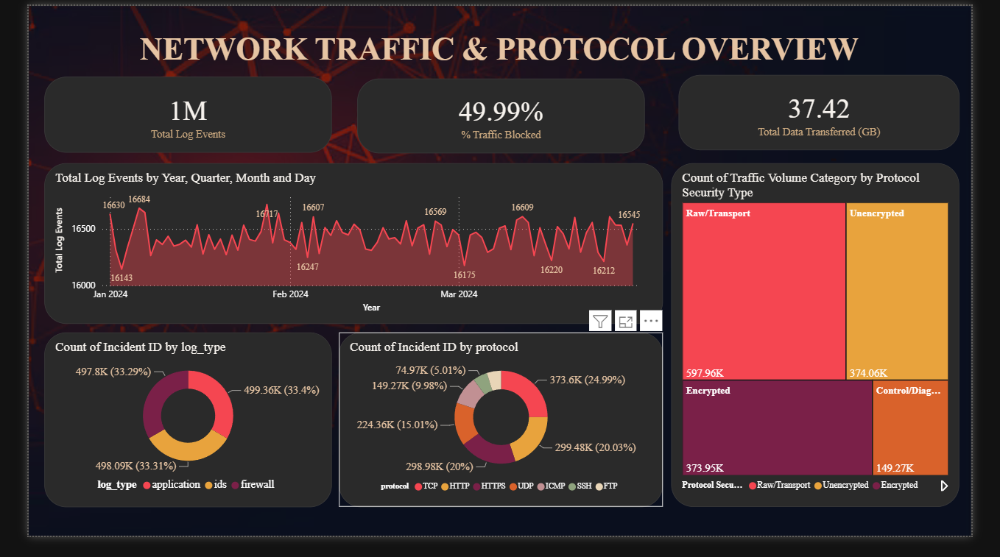 NETWORK TRAFFIC & PROTOCOL OVERVIEW
1M
Total Log Events
49.99%
% Traffic Blocked
37.42
Total Data Transferred (GB)
Total Log Events by Year, Quarter, Month and Day
Total Log Events
16500
16000
16630
16684
16143
16717
16607
16247
16569
16175
16609
16220
16212
16545
Jan 2024
Feb 2024
Mar 2024
Year
Count of Traffic Volume Category by Protocol
Security Type
Raw/Transport
597.96K
Unencrypted
374.06K
Encrypted
373.95K
Control/Diag...
149.27K
Protocol Secu... Raw/Transport Unencrypted Encrypted
Count of Incident ID by log_type
497.8K (33.29%)
499.36K (33.4%)
498.09K (33.31%)
log_type application ids firewall
Count of Incident ID by protocol
74.97K (5.01%)
149.27K (9.98%)
224.36K (15.01%)
298.98K (20%)
373.6K (24.99%)
299.48K (20.03%)
protocol TCP HTTP HTTPS UDP ICMP SSH FTP